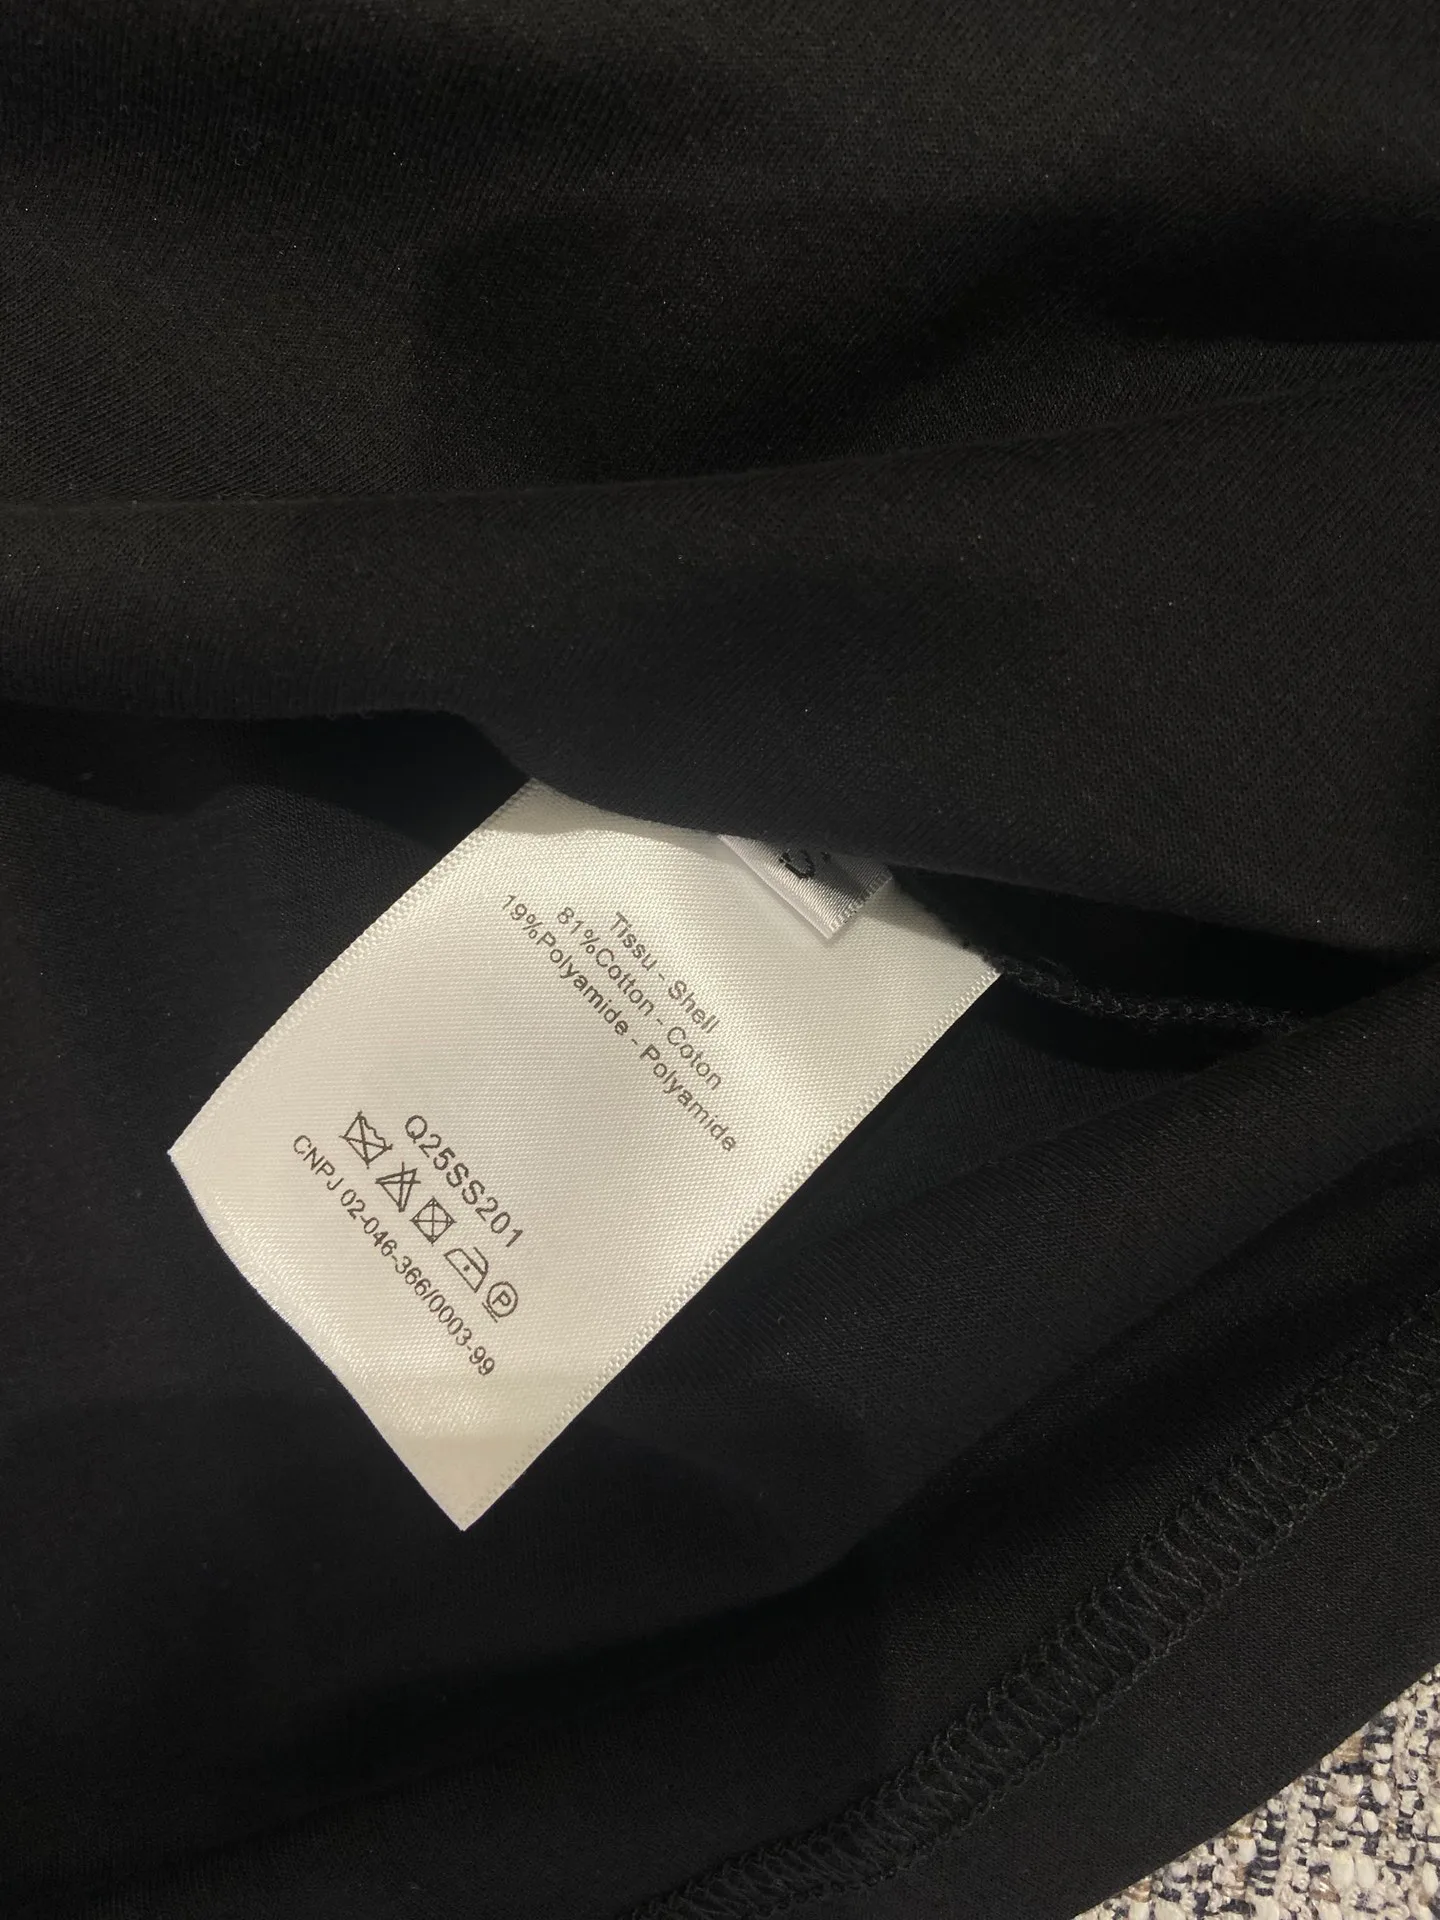 Tissu - Shell
81%Cotton - Coton
19%Polyamide - Polyamide
Q25SS201
P
CNPJ 02-046-366/0003-99